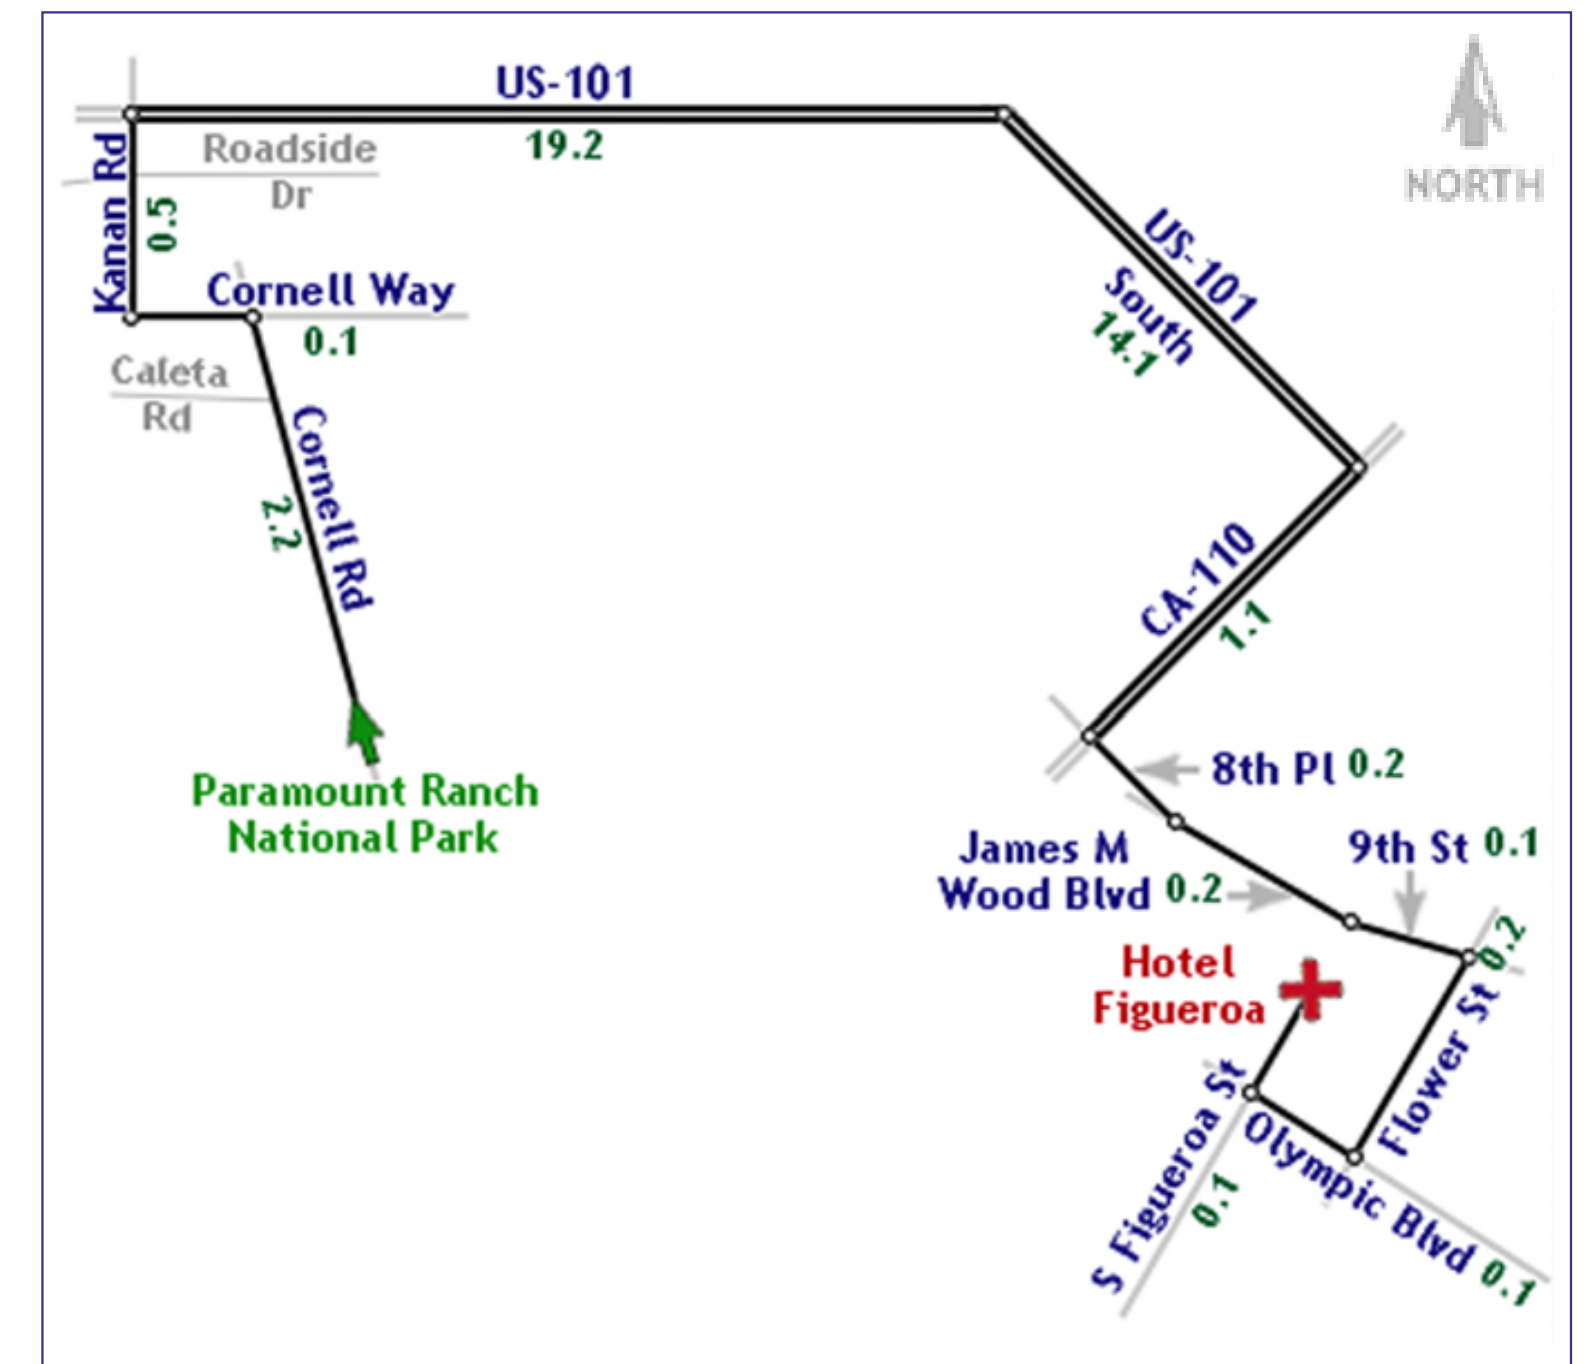 US-101
19.2
NORTH
Roadside
Dr
Kanan Rd
0.5
Cornell Way
0.1
US-101
South
14.1
Caleta
Rd
Cornell Rd
2.2
CA-110
1.1
Paramount Ranch
National Park
8th Pl 0.2
James M
Wood Blvd 0.2
9th St 0.1
Hotel
Figueroa
0.2
Flower St
S Figueroa St
0.1
Olympic Blvd 0.1